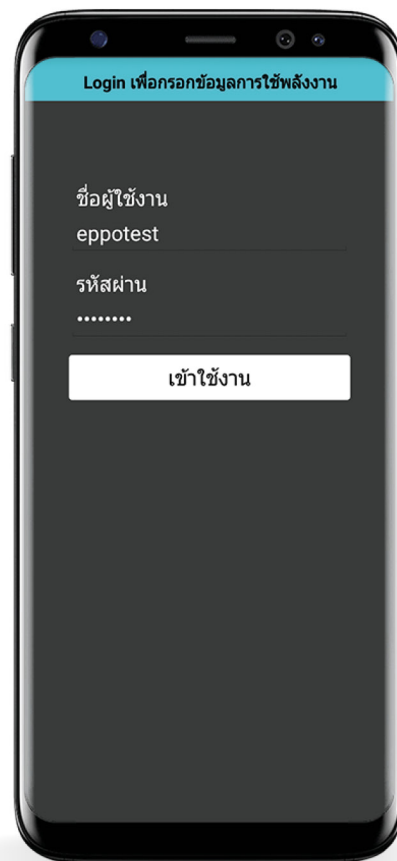 Login เพื่อกรอกข้อมูลการใช้พลังงาน
ชื่อผู้ใช้งาน
eppotest
รหัสผ่าน
••••••••
เข้าใช้งาน